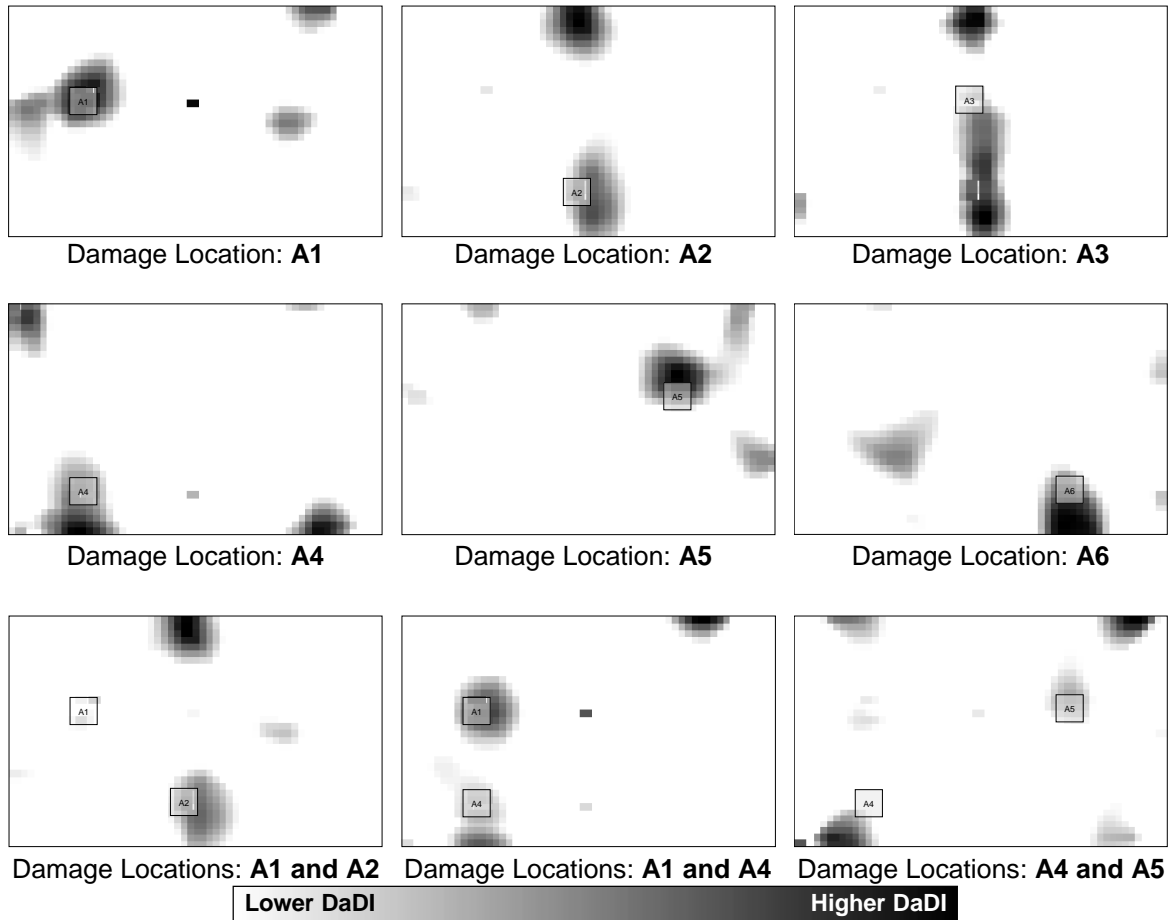 A1
A2
A3
Damage Location: A1
Damage Location: A2
Damage Location: A3
A4
A5
A6
Damage Location: A4
Damage Location: A5
Damage Location: A6
A1
A2
A1
A4
A5
A4
Damage Locations: A1 and A2
Damage Locations: A1 and A4
Damage Locations: A4 and A5
Lower DaDI
Higher DaDI